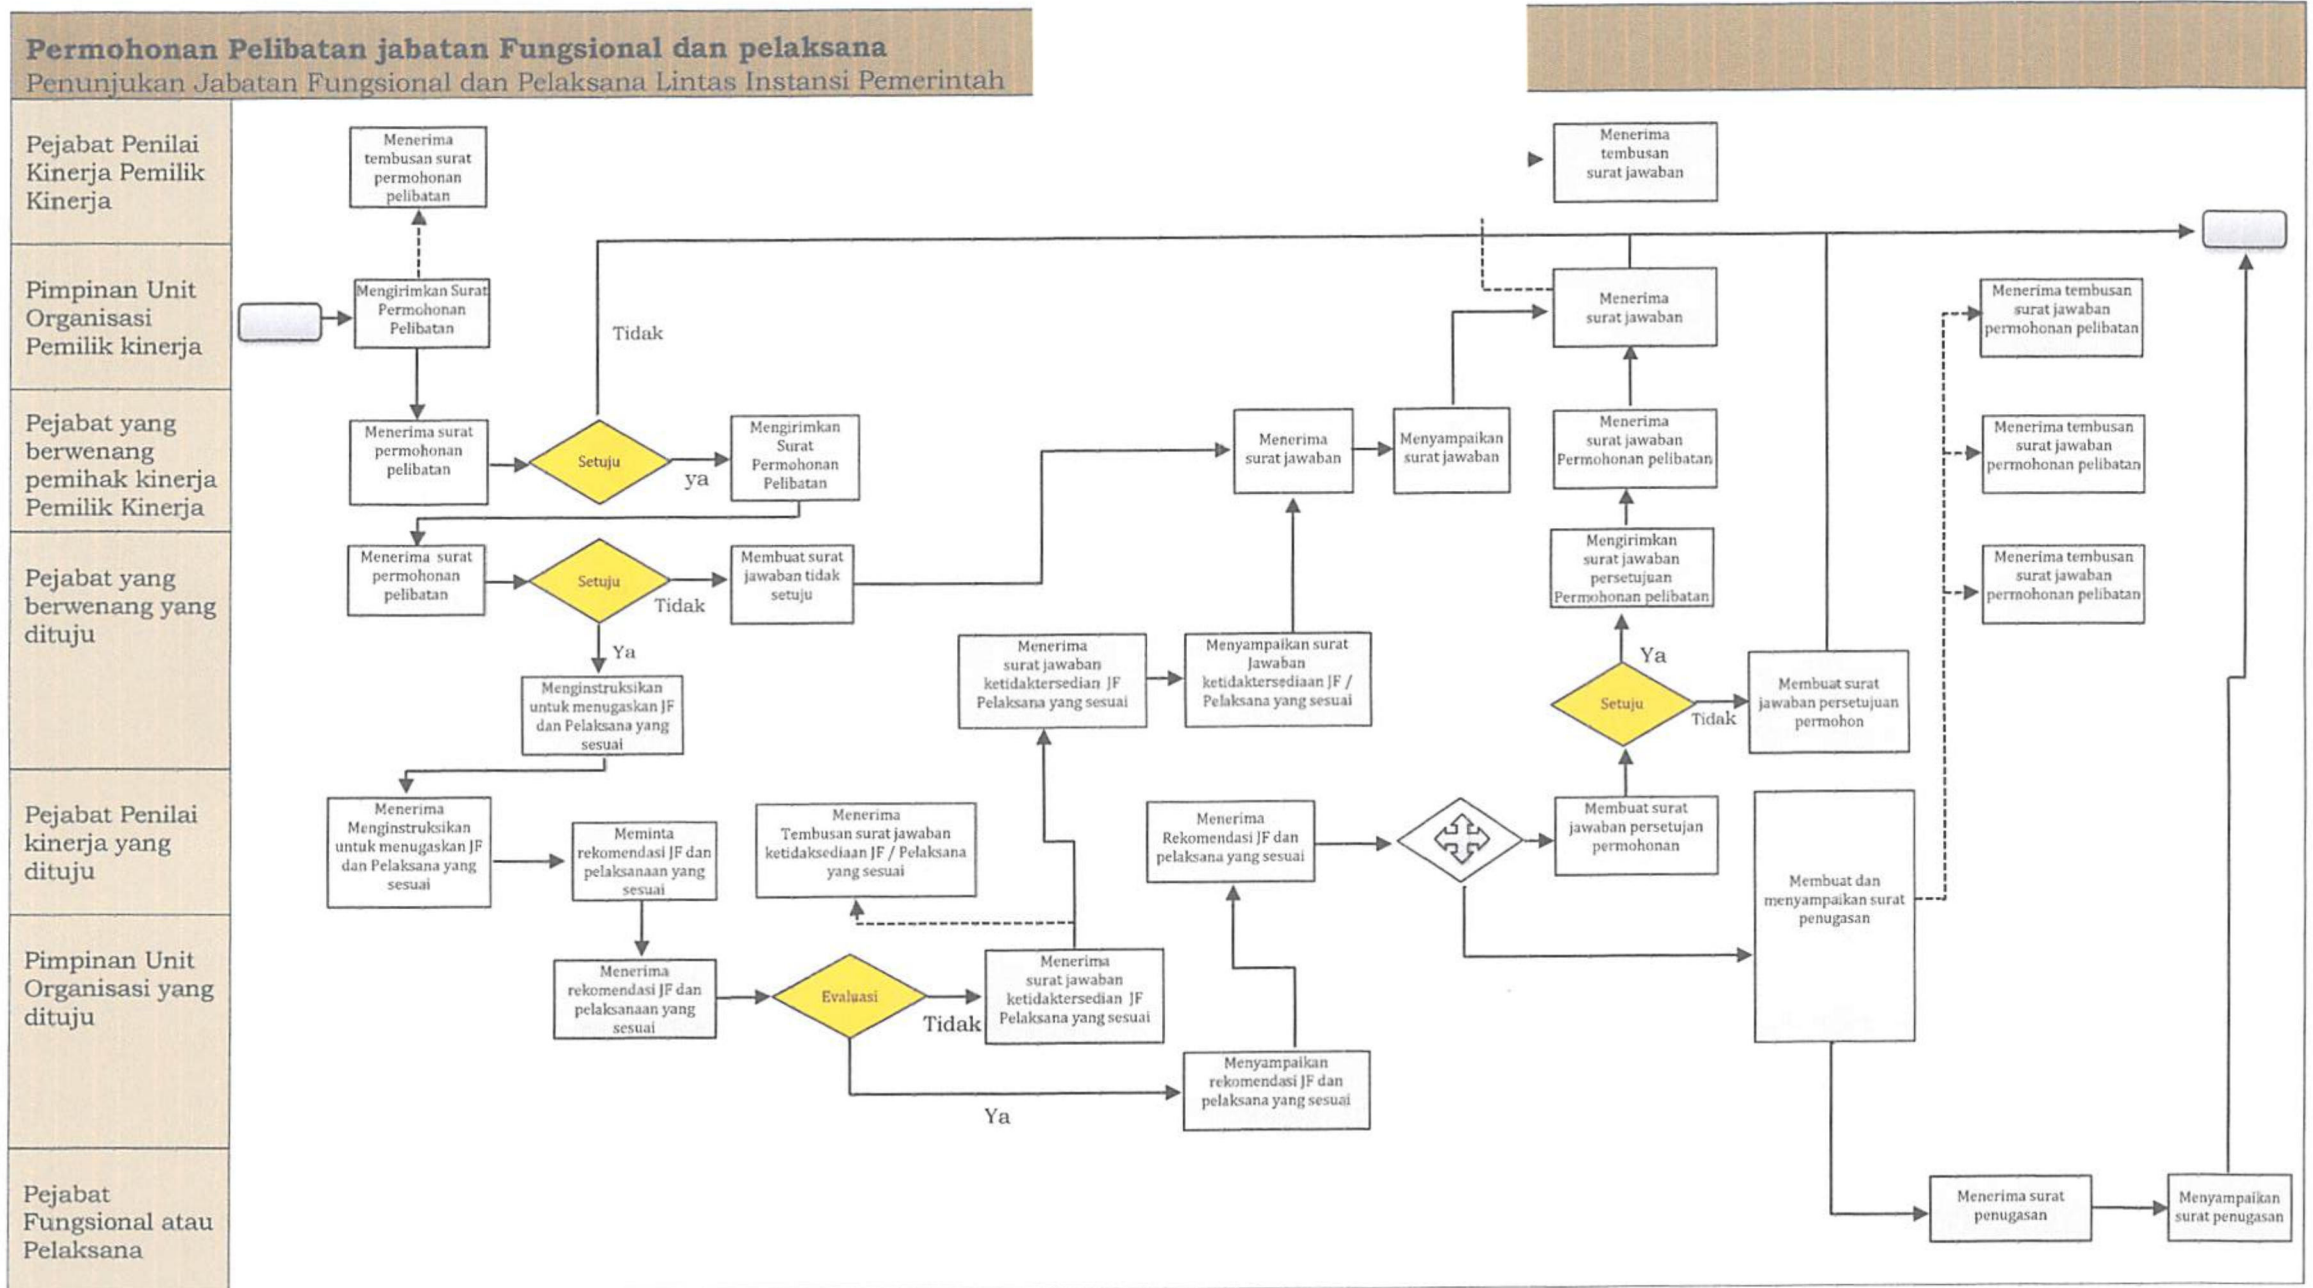 Permohonan Pelibatan jabatan Fungsional dan pelaksana
Penunjukan Jabatan Fungsional dan Pelaksana Lintas Instansi Pemerintah
Pejabat Penilai
Kinerja Pemilik
Kinerja
Menerima
tembusan surat
permohonan
pelibatan
Menerima
tembusan
surat jawaban
Pimpinan Unit
Organisasi
Pemilik kinerja
Mengirimkan Surat
Permohonan
Pelibatan
Tidak
Menerima
surat jawaban
Menerima tembusan
surat jawaban
permohonan pelibatan
Pejabat yang
berwenang
pemihak kinerja
Pemilik Kinerja
Menerima surat
permohonan
pelibatan
Setuju
ya
Mengirimkan
Surat
Permohonan
Pelibatan
Menerima
surat jawaban
Menyampaikan
surat jawaban
Menerima
surat jawaban
Permohonan pelibatan
Menerima tembusan
surat jawaban
permohonan pelibatan
Pejabat yang
berwenang yang
dituju
Menerima surat
permohonan
pelibatan
Setuju
Tidak
Membuat surat
jawaban tidak
setuju
Ya
Menginstruksikan
untuk menugaskan JF
dan Pelaksana yang
sesuai
Menerima
surat jawaban
ketidaktersedian JF
Pelaksana yang sesuai
Menyampaikan surat
Jawaban
ketidaktersediaan JF /
Pelaksana yang sesuai
Mengirimkan
surat jawaban
persetujuan
Permohonan pelibatan
Ya
Setuju
Tidak
Membuat surat
jawaban persetujuan
permohon
Menerima tembusan
surat jawaban
permohonan pelibatan
Pejabat Penilai
kinerja yang
dituju
Menerima
Menginstruksikan
untuk menugaskan JF
dan Pelaksana yang
sesuai
Meminta
rekomendasi JF dan
pelaksanaan yang
sesuai
Menerima
Tembusan surat jawaban
ketidaksediaan JF / Pelaksana
yang sesuai
Menerima
Rekomendasi JF dan
pelaksana yang sesuai
Membuat surat
jawaban persetujan
permohonan
Membuat dan
menyampaikan surat
penugasan
Pimpinan Unit
Organisasi yang
dituju
Menerima
rekomendasi JF dan
pelaksanaan yang
sesuai
Evaluasi
Tidak
Menerima
surat jawaban
ketidaktersedian JF
Pelaksana yang sesuai
Ya
Menyampaikan
rekomendasi JF dan
pelaksana yang sesuai
Pejabat
Fungsional atau
Pelaksana
Menerima surat
penugasan
Menyampaikan
surat penugasan